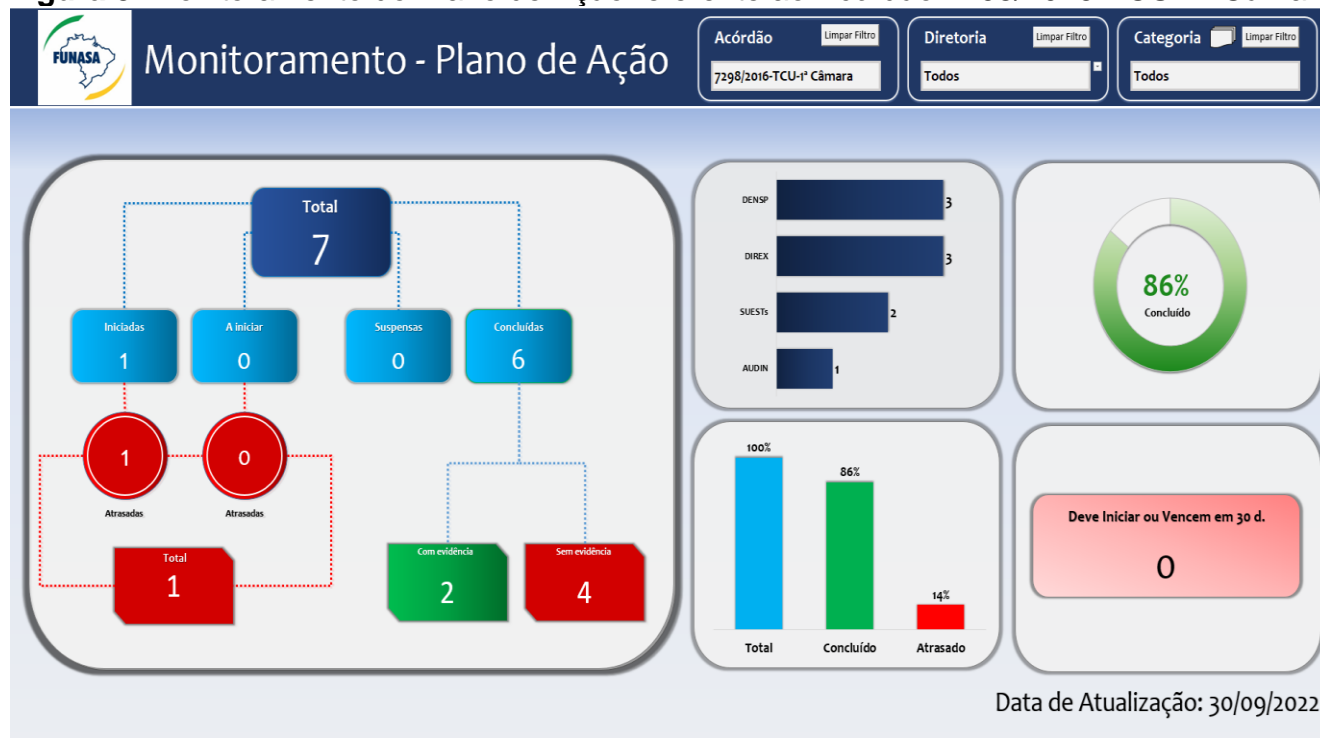 FUNASA
Monitoramento - Plano de Ação
Acórdão
Limpar Filtro
7298/2016-TCU-1ª Câmara
Diretoria
Limpar Filtro
Todos
Categoria
Limpar Filtro
Todos
Total
7
Iniciadas
1
A iniciar
0
Suspensas
0
Concluídas
6
1
Atrasadas
0
Atrasadas
Total
1
Com evidência
2
Sem evidência
4
DENSP
3
DIREX
3
SUESTs
2
AUDIN
1
86%
Concluído
100%
86%
14%
Total
Concluído
Atrasado
Deve Iniciar ou Vencem em 30 d.
0
Data de Atualização: 30/09/2022